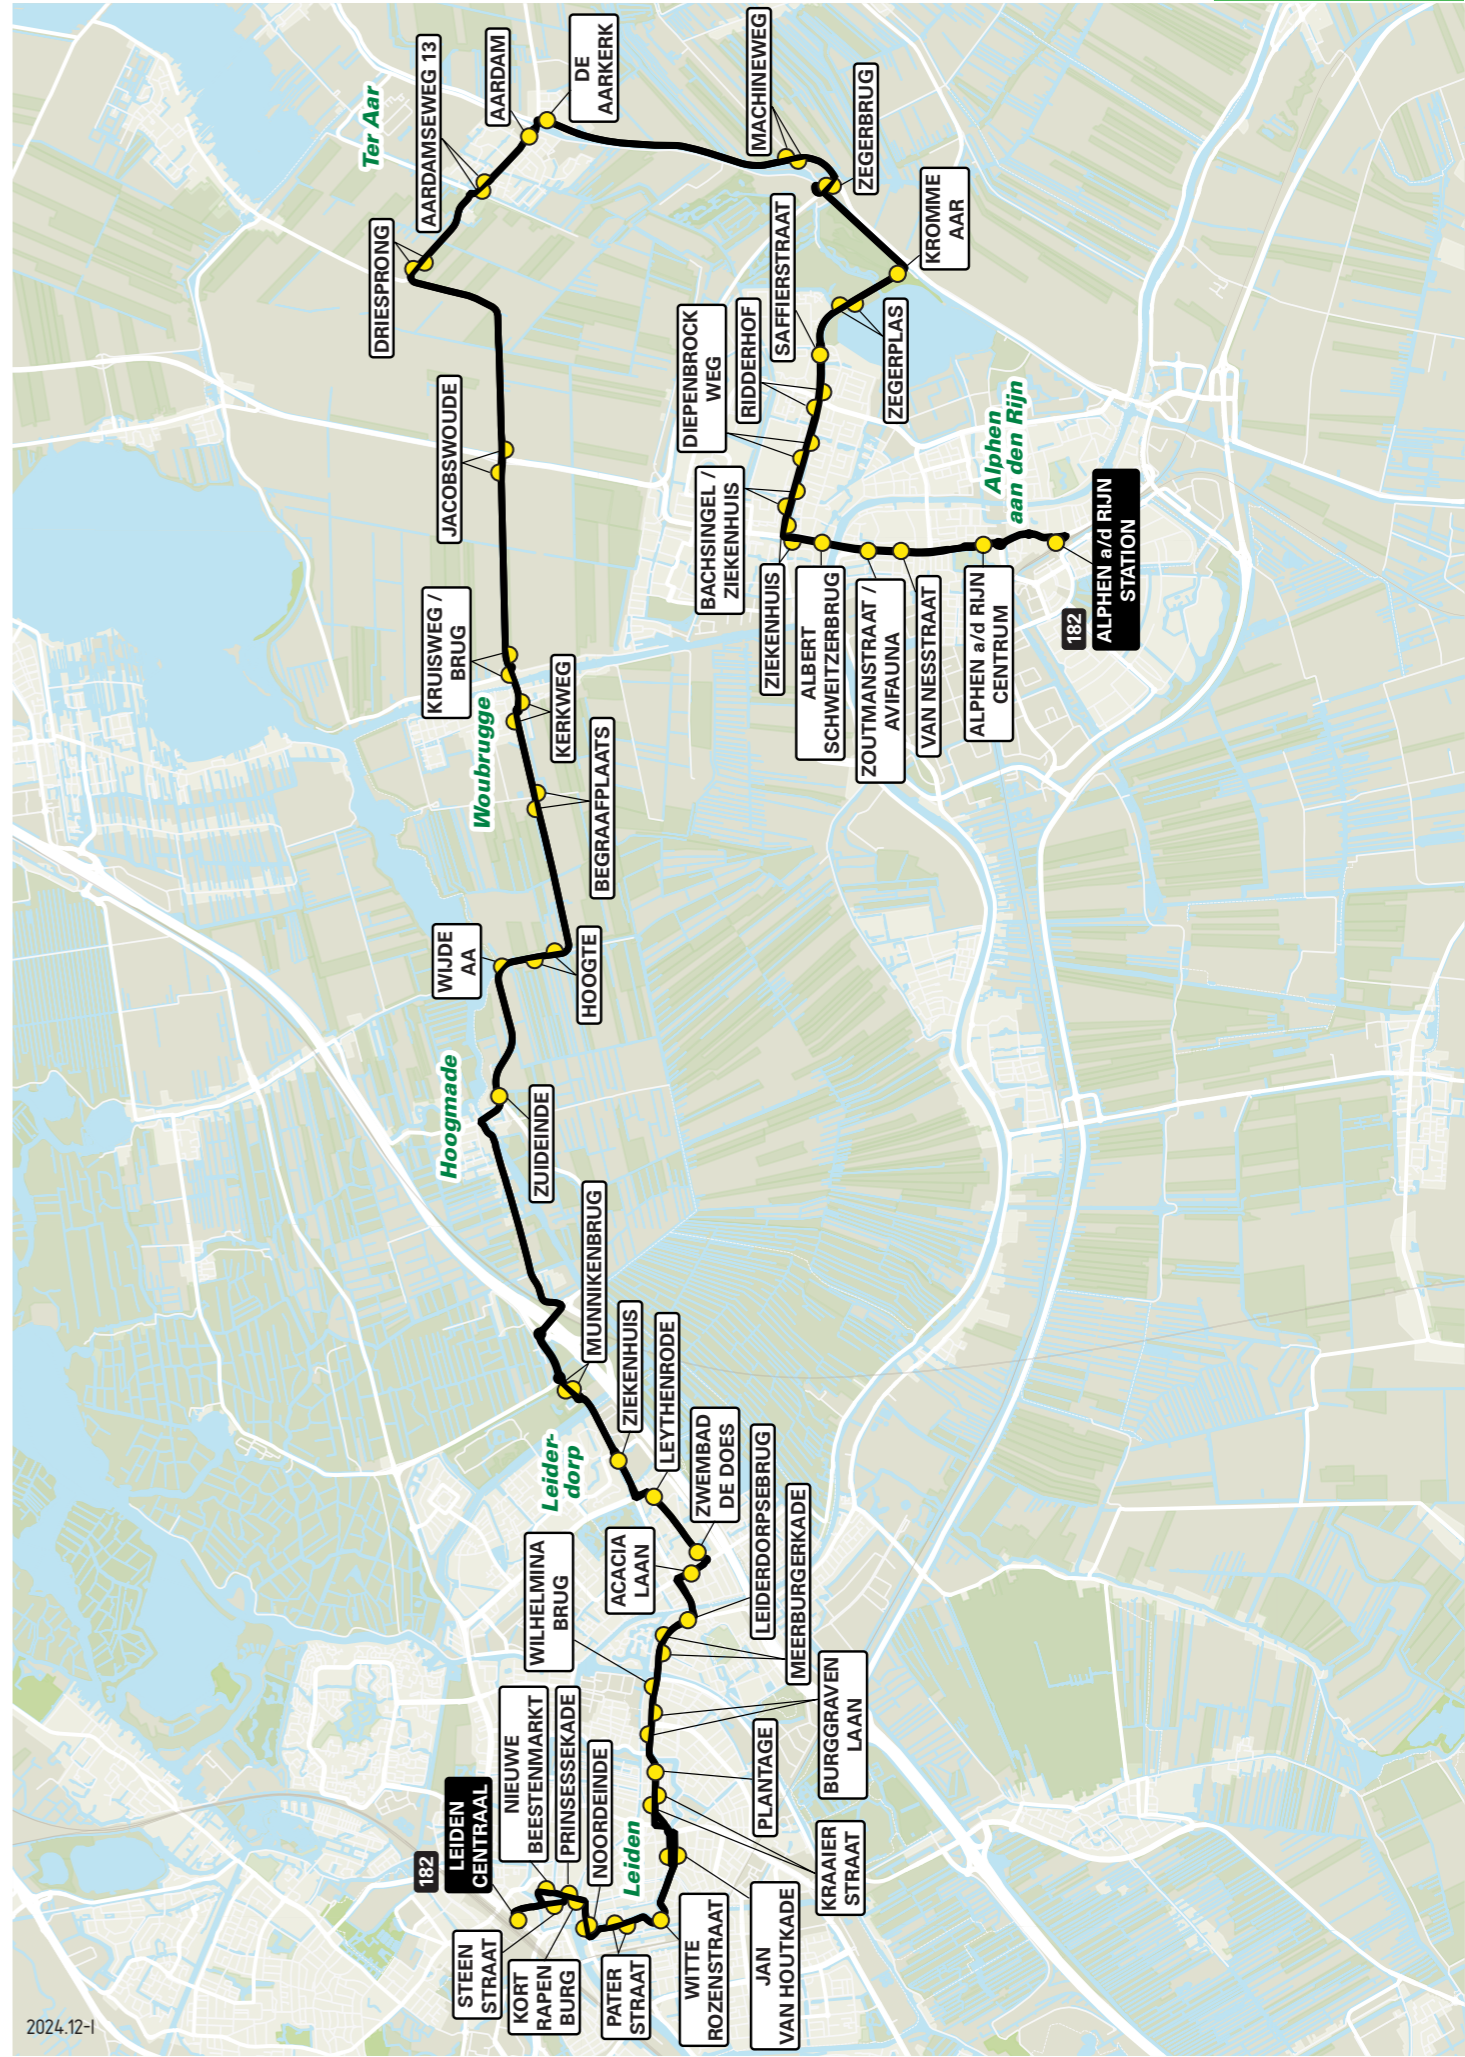 182
LEIDEN
CENTRAAL
STEEN
STRAAT
NIEUWE
BEESTENMARKT
PRINSESSEKADE
KORT
RAPEN
BURG
NOORDEINDE
PATER
STRAAT
WITTE
ROZENSTRAAT
Leiden
JAN
VAN HOUTKADE
KRAAIER
STRAAT
PLANTAGE
BURGGRAVEN
LAAN
WILHELMINA
BRUG
MEERBURGERKADE
LEIDERDORPSEBRUG
ACACIA
LAAN
ZWEMBAD
DE DOES
LEYTHENRODE
Leider-
dorp
ZIEKENHUIS
MUNNIKENBRUG
Hoogmade
ZUIDEINDE
WIJDE
AA
HOOGTE
BEGRAAFPLAATS
Woubrugge
KERKWEG
KRUISWEG /
BRUG
JACOBSWOUDE
DRIESPRONG
Ter Aar
AARDAMSEWEG 13
AARDAM
DE
AARKERK
MACHINEWEG
ZEGERBRUG
KROMME
AAR
ZEGERPLAS
SAFFIERSTRAAT
RIDDERHOF
DIEPENBROCK
WEG
BACHSINGEL /
ZIEKENHUIS
ZIEKENHUIS
ALBERT
SCHWEITZERBRUG
ZOUTMANSTRAAT /
AVIFAUNA
VAN NESSTRAAT
ALPHEN a/d RIJN
CENTRUM
Alphen
aan den Rijn
182
ALPHEN a/d RIJN
STATION
2024.12-I